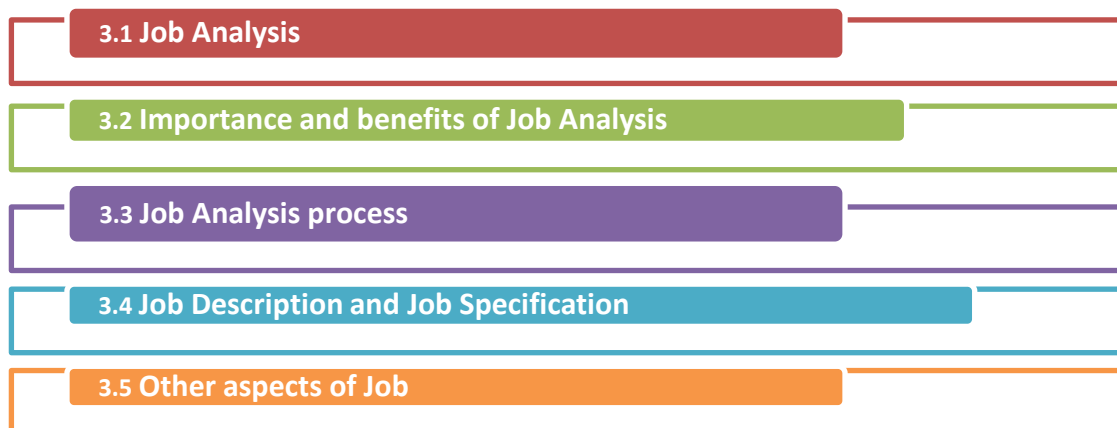 3.1 Job Analysis
3.2 Importance and benefits of Job Analysis
3.3 Job Analysis process
3.4 Job Description and Job Specification
3.5 Other aspects of Job